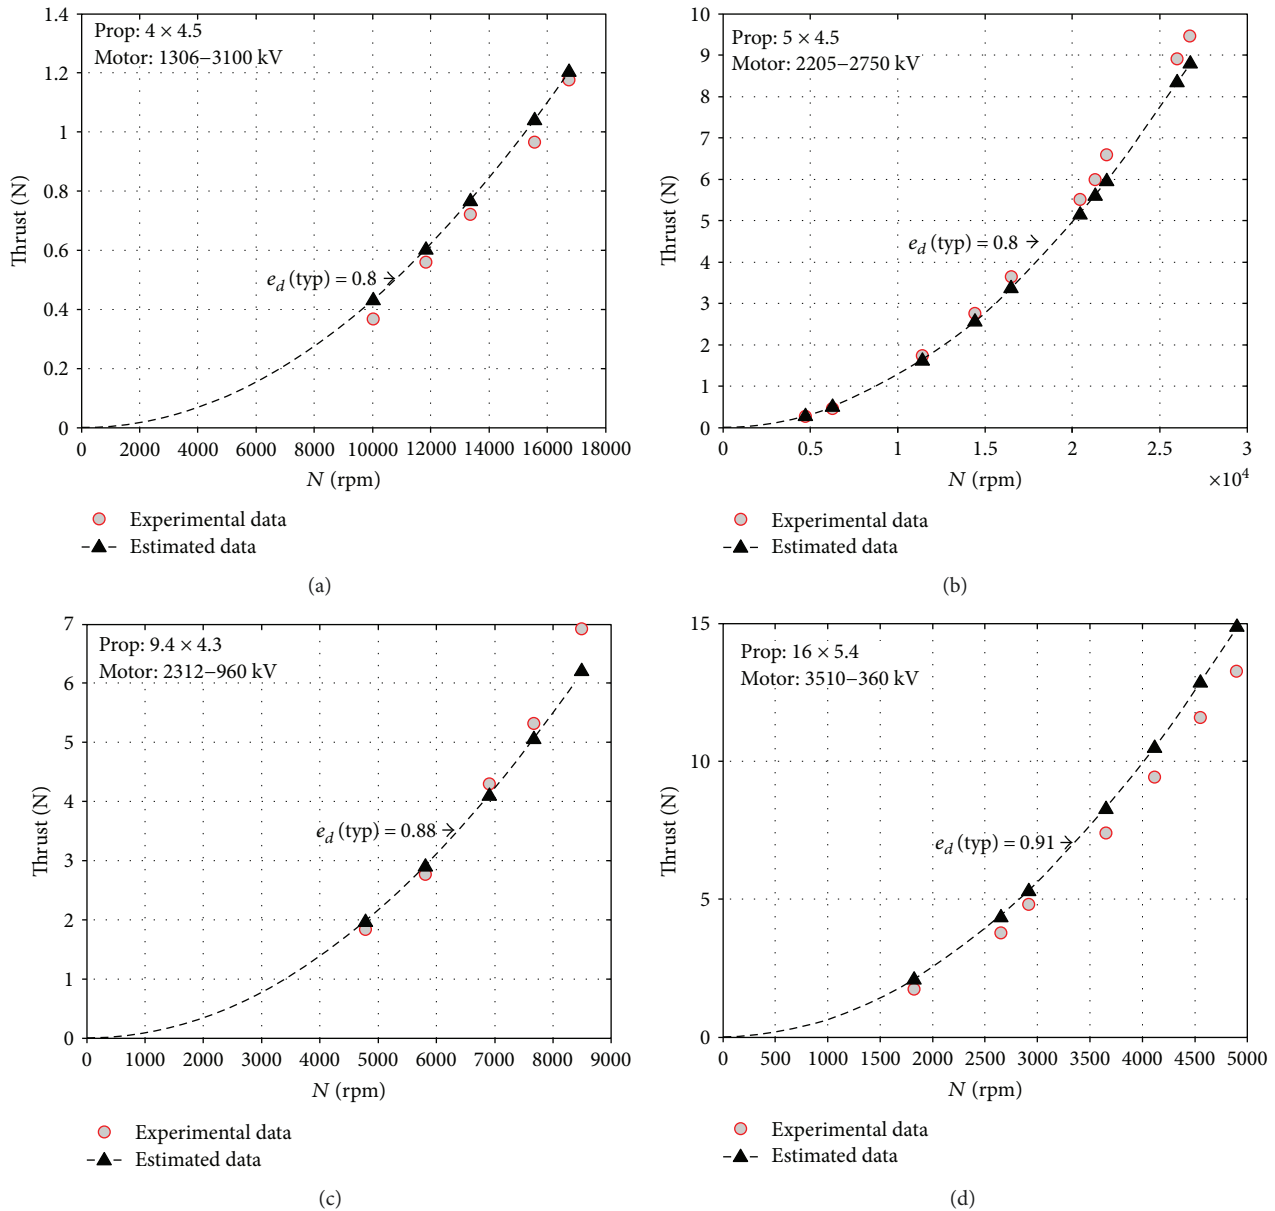 Prop: 4 × 4.5
Motor: 1306–3100 kV
1.4
1.2
1
0.8
0.6
0.4
0.2
0
Thrust (N)
e_d (typ) = 0.8
0 2000 4000 6000 8000 10000 12000 14000 16000 18000
N (rpm)
Experimental data
Estimated data
(a)
Prop: 5 × 4.5
Motor: 2205–2750 kV
10
9
8
7
6
5
4
3
2
1
0
Thrust (N)
e_d (typ) = 0.8
0 0.5 1 1.5 2 2.5 3
N (rpm)
×10⁴
Experimental data
Estimated data
(b)
Prop: 9.4 × 4.3
Motor: 2312–960 kV
7
6
5
4
3
2
1
0
Thrust (N)
e_d (typ) = 0.88
0 1000 2000 3000 4000 5000 6000 7000 8000 9000
N (rpm)
Experimental data
Estimated data
(c)
Prop: 16 × 5.4
Motor: 3510–360 kV
15
10
5
0
Thrust (N)
e_d (typ) = 0.91
0 500 1000 1500 2000 2500 3000 3500 4000 4500 5000
N (rpm)
Experimental data
Estimated data
(d)